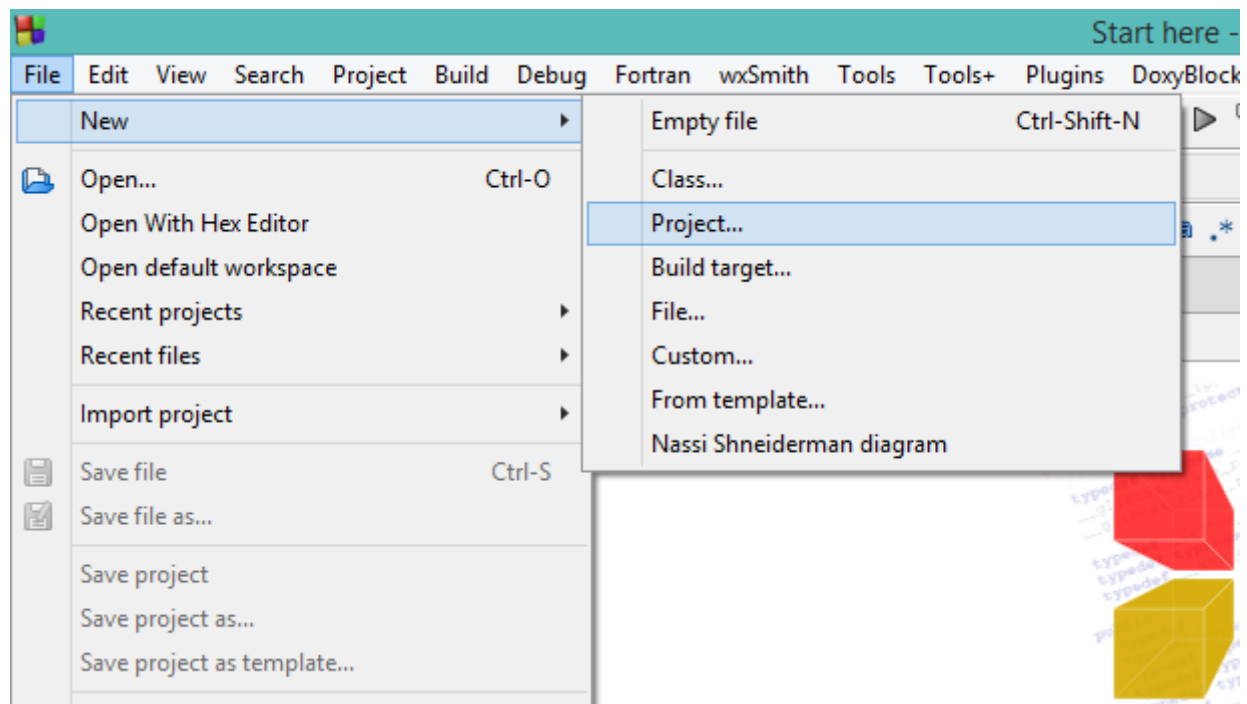 Start here -
File Edit View Search Project Build Debug Fortran wxSmith Tools Tools+ Plugins DoxyBlock
New
Open... Ctrl-O
Open With Hex Editor
Open default workspace
Recent projects
Recent files
Import project
Save file Ctrl-S
Save file as...
Save project
Save project as...
Save project as template...
Empty file Ctrl-Shift-N
Class...
Project...
Build target...
File...
Custom...
From template...
Nassi Shneiderman diagram
.*
typedef
typedef
typedef